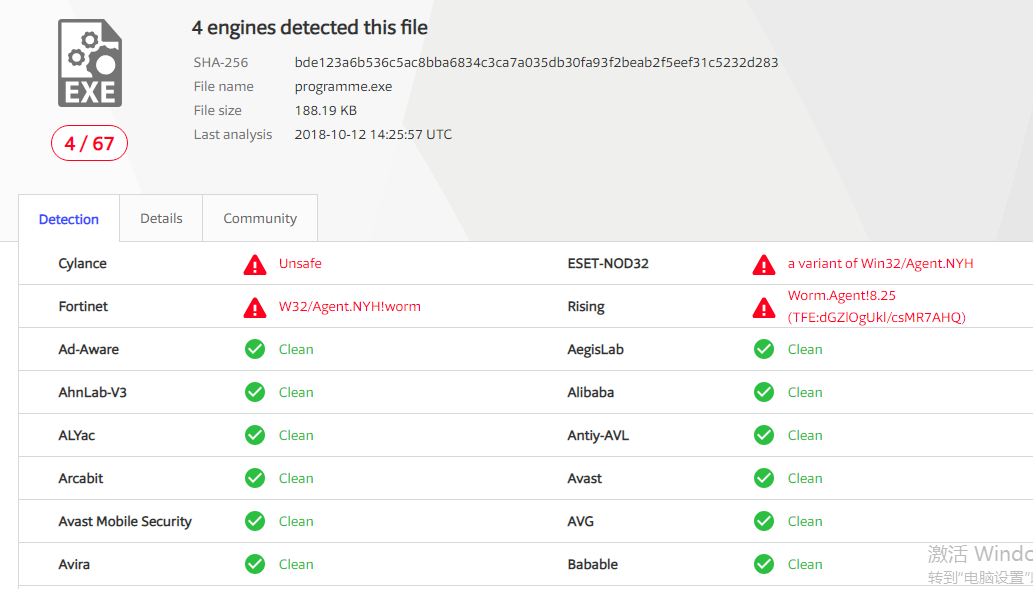 4 engines detected this file
SHA-256 bde123a6b536c5ac8bba6834c3ca7a035db30fa93f2beab2f5eef31c5232d283
File name programme.exe
File size 188.19 KB
Last analysis 2018-10-12 14:25:57 UTC
EXE
4 / 67
Detection Details Community
Cylance Unsafe ESET-NOD32 a variant of Win32/Agent.NYH
Fortinet W32/Agent.NYH!worm Rising Worm.Agent!8.25
(TFE:dGZlOgUkl/csMR7AHQ)
Ad-Aware Clean AegisLab Clean
AhnLab-V3 Clean Alibaba Clean
ALYac Clean Antiy-AVL Clean
Arcabit Clean Avast Clean
Avast Mobile Security Clean AVG Clean
Avira Clean Babable Clean
激活 Windo
转到"电脑设置"